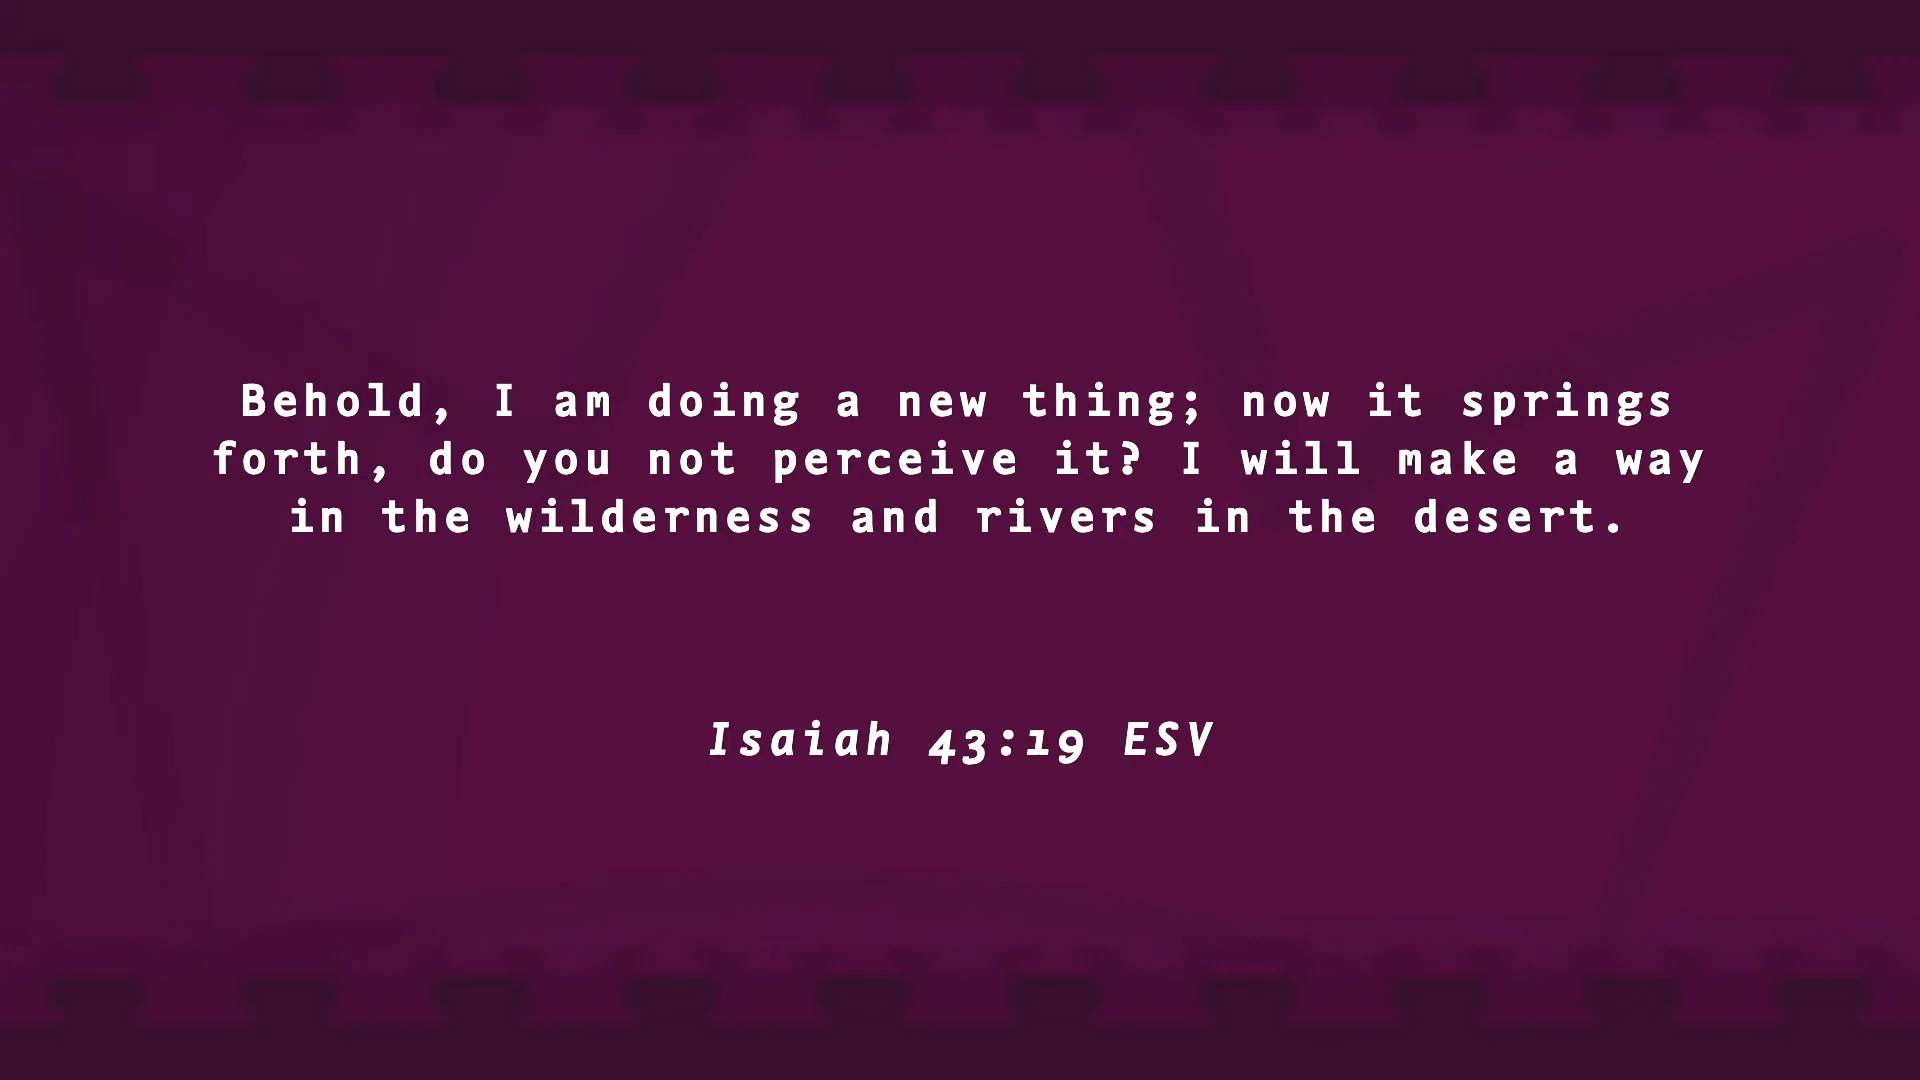 Behold, I am doing a new thing; now it springs
forth, do you not perceive it? I will make a way
in the wilderness and rivers in the desert.
Isaiah 43:19 ESV